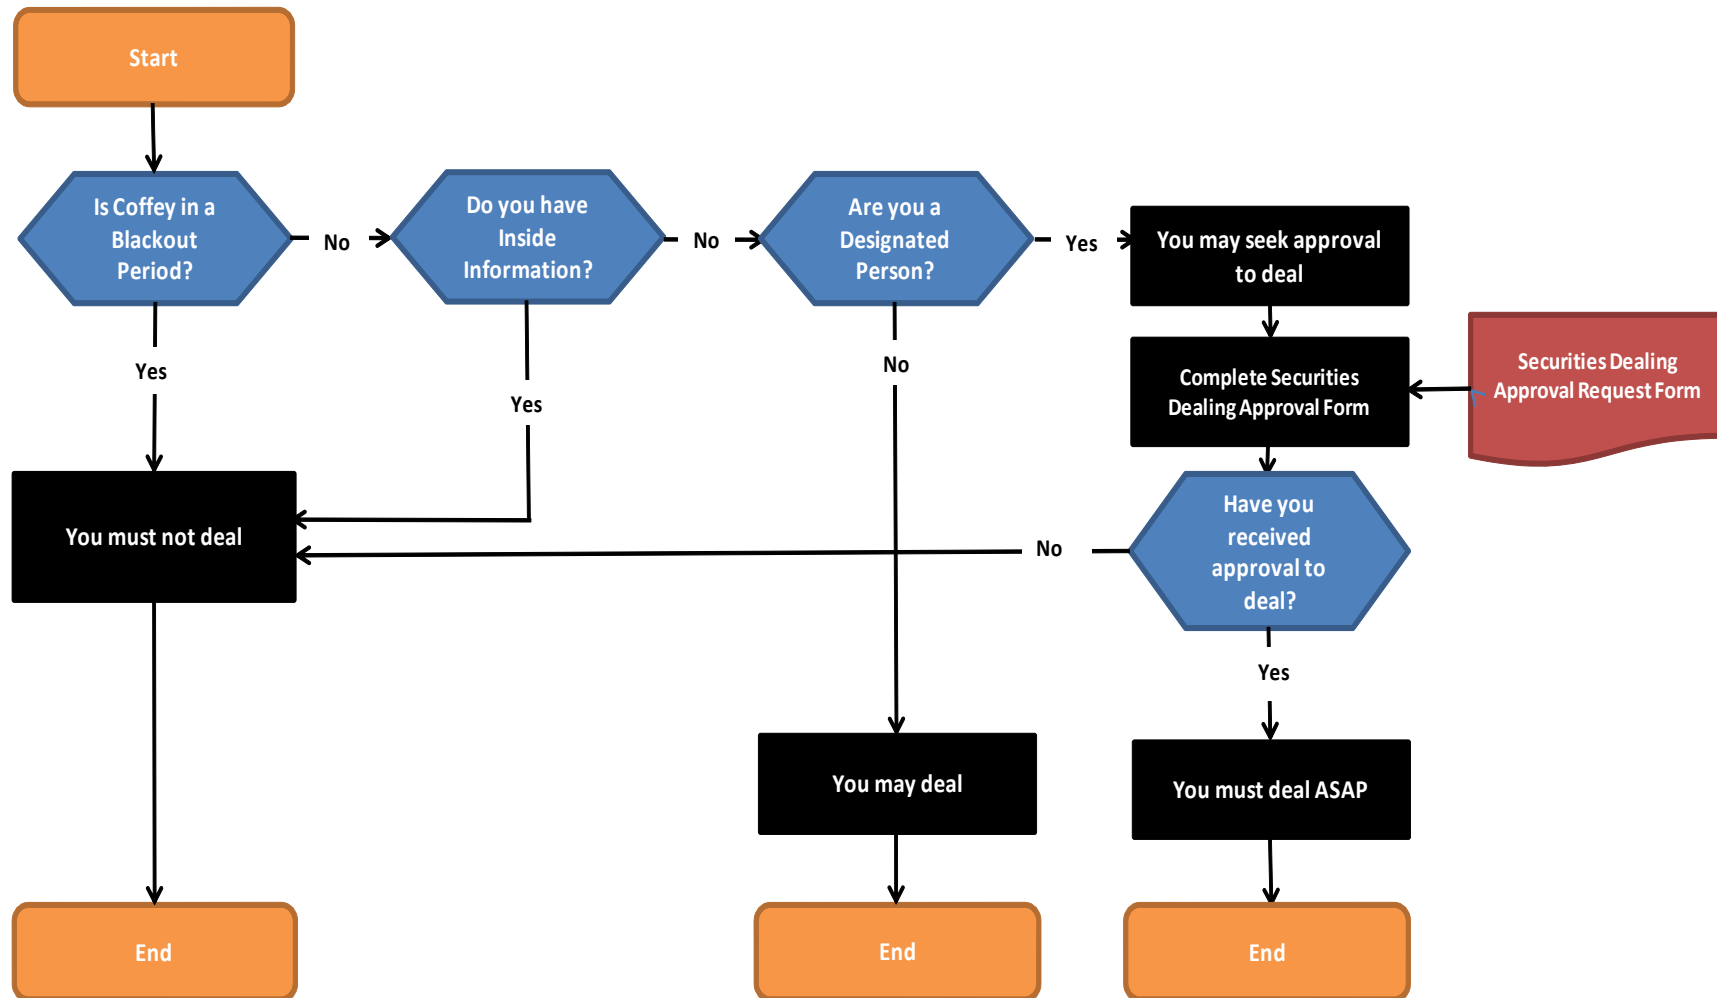 Start
Is Coffey in a
Blackout
Period?
No
Do you have
Inside
Information?
No
Are you a
Designated
Person?
Yes
You may seek approval
to deal
Yes
Yes
No
Complete Securities
Dealing Approval Form
Securities Dealing
Approval Request Form
You must not deal
No
Have you
received
approval to
deal?
Yes
You may deal
You must deal ASAP
End
End
End